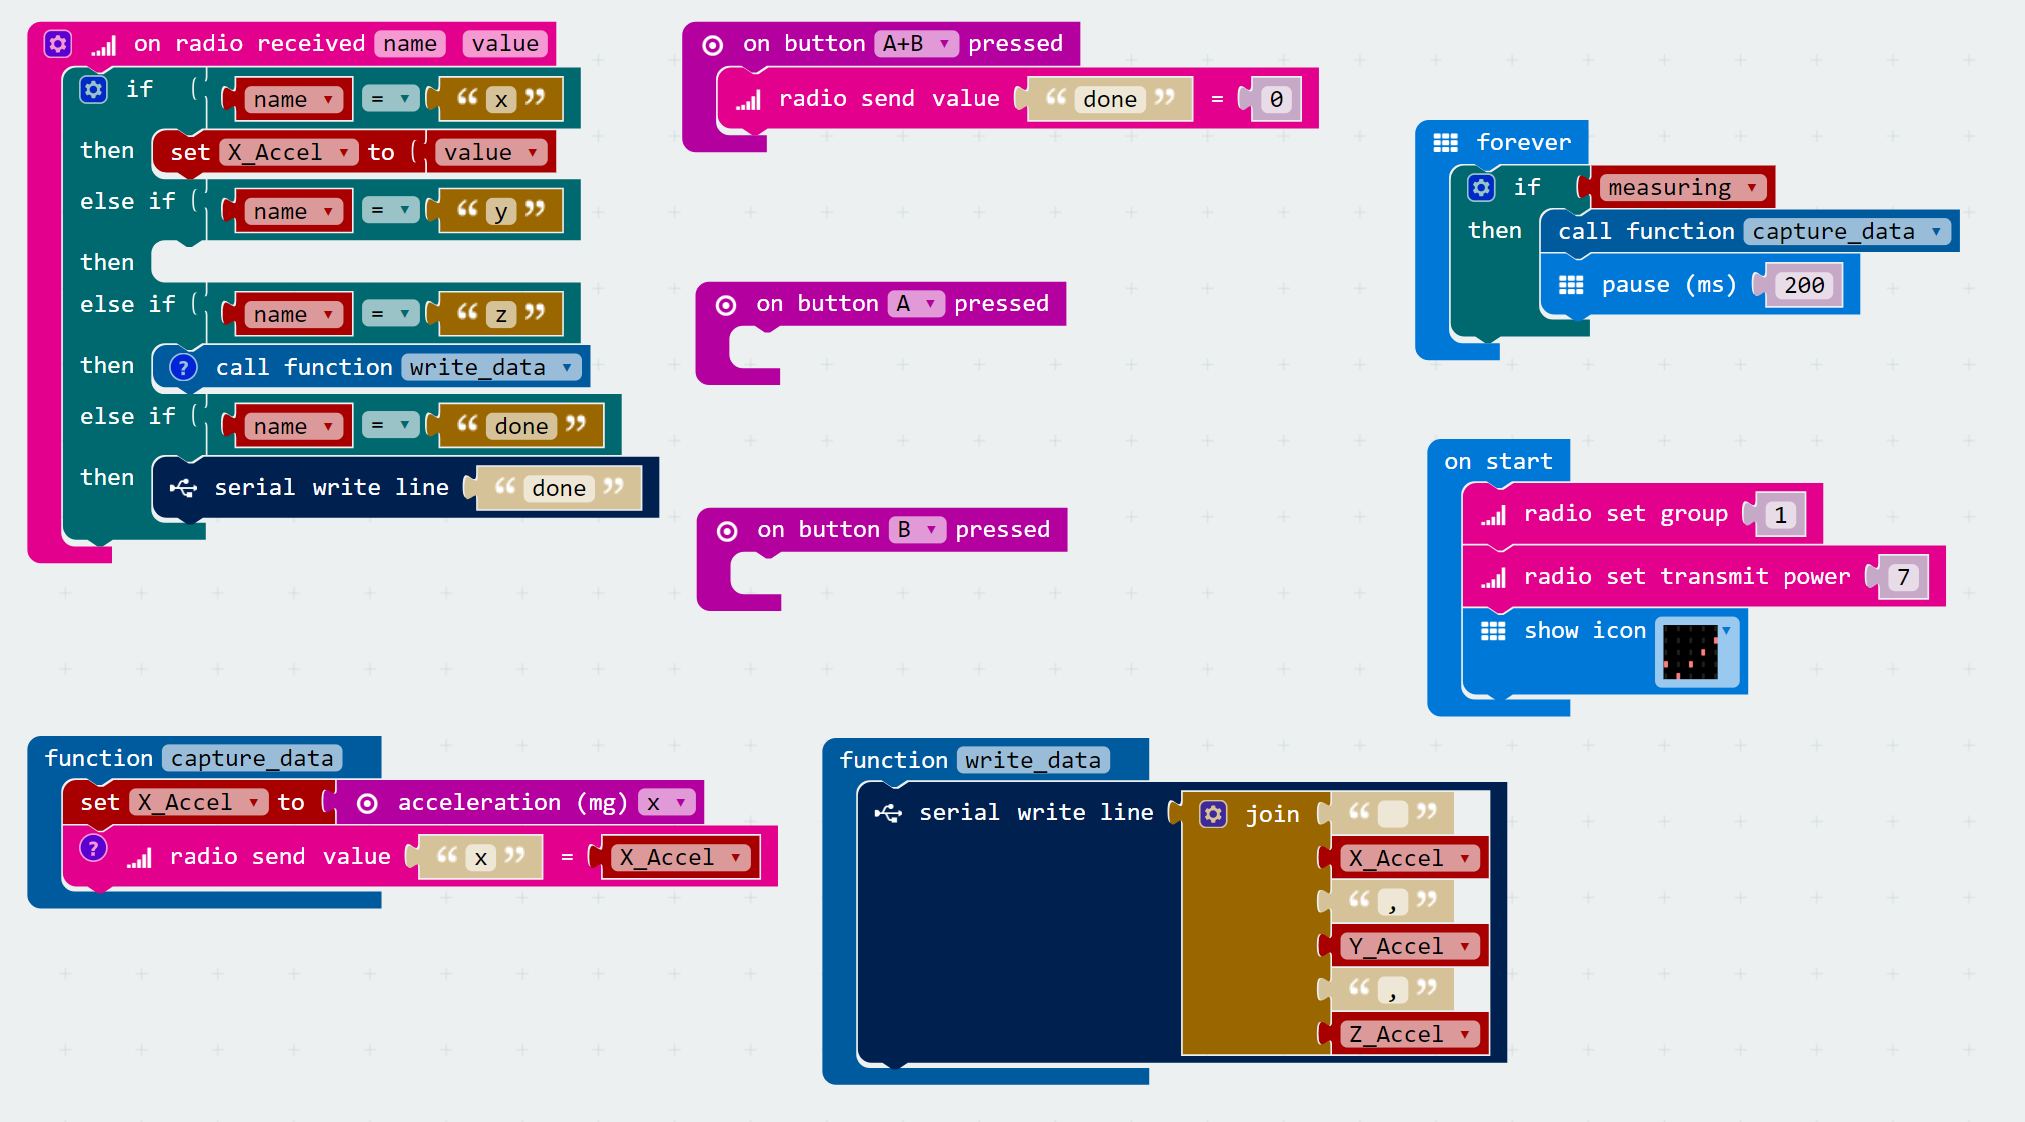 on radio received name value
if name = “ x ”
then set X_Accel to value
else if name = “ y ”
then
else if name = “ z ”
then ? call function write_data
else if name = “ done ”
then serial write line “ done ”
on button A+B pressed
radio send value “ done ” = 0
on button A pressed
on button B pressed
forever
if measuring
then call function capture_data
pause (ms) 200
on start
radio set group 1
radio set transmit power 7
show icon
function capture_data
set X_Accel to acceleration (mg) x
? radio send value “ x ” = X_Accel
function write_data
serial write line join “ ”
X_Accel
“ , ”
Y_Accel
“ , ”
Z_Accel